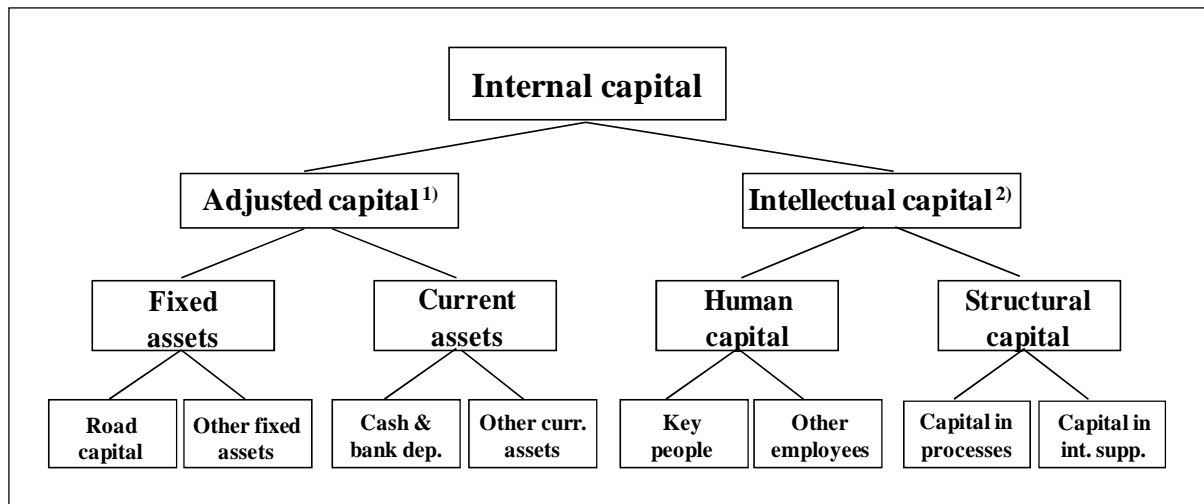 Internal capital
Adjusted capital 1)
Intellectual capital 2)
Fixed
assets
Current
assets
Human
capital
Structural
capital
Road
capital
Other fixed
assets
Cash &
bank dep.
Other curr.
assets
Key
people
Other
employees
Capital in
processes
Capital in
int. supp.